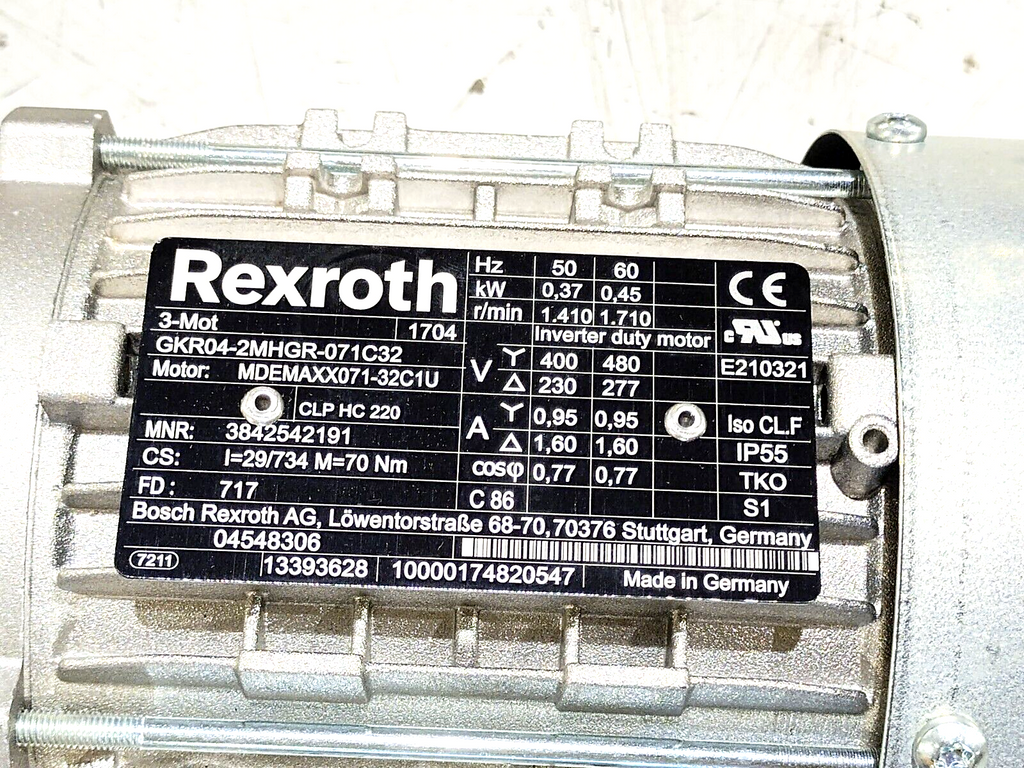 Rexroth
Hz 50 60
kW 0,37 0,45
r/min 1.410 1.710
CE
3-Mot 1704
Inverter duty motor
c RU us
GKR04-2MHGR-071C32
V Y 400 480
E210321
Motor: MDEMAXX071-32C1U
Δ 230 277
CLP HC 220
A Y 0,95 0,95
Iso CL.F
MNR: 3842542191
Δ 1,60 1,60
IP55
CS: I=29/734 M=70 Nm
cosφ 0,77 0,77
TKO
FD: 717
C 86
S1
Bosch Rexroth AG, Löwentorstraße 68-70,70376 Stuttgart, Germany
04548306
7211 13393628 10000174820547 Made in Germany